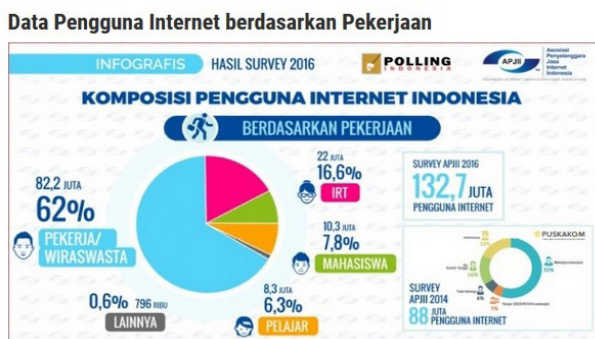 Data Pengguna Internet berdasarkan Pekerjaan
INFOGRAFIS HASIL SURVEY 2016
POLLING
INDONESIA
APJII
Asosiasi
Penyelenggara
Jasa
Internet
Indonesia
KOMPOSISI PENGGUNA INTERNET INDONESIA
BERDASARKAN PEKERJAAN
82,2 JUTA
62%
PEKERJA/
WIRASWASTA
22 JUTA
16,6%
IRT
10,3 JUTA
7,8%
MAHASISWA
8,3 JUTA
6,3%
PELAJAR
0,6% 796 RIBU
LAINNYA
SURVEY APJII 2016
132,7 JUTA
PENGGUNA INTERNET
PUSKAKOM
SURVEY
APJII 2014
88 JUTA
PENGGUNA INTERNET